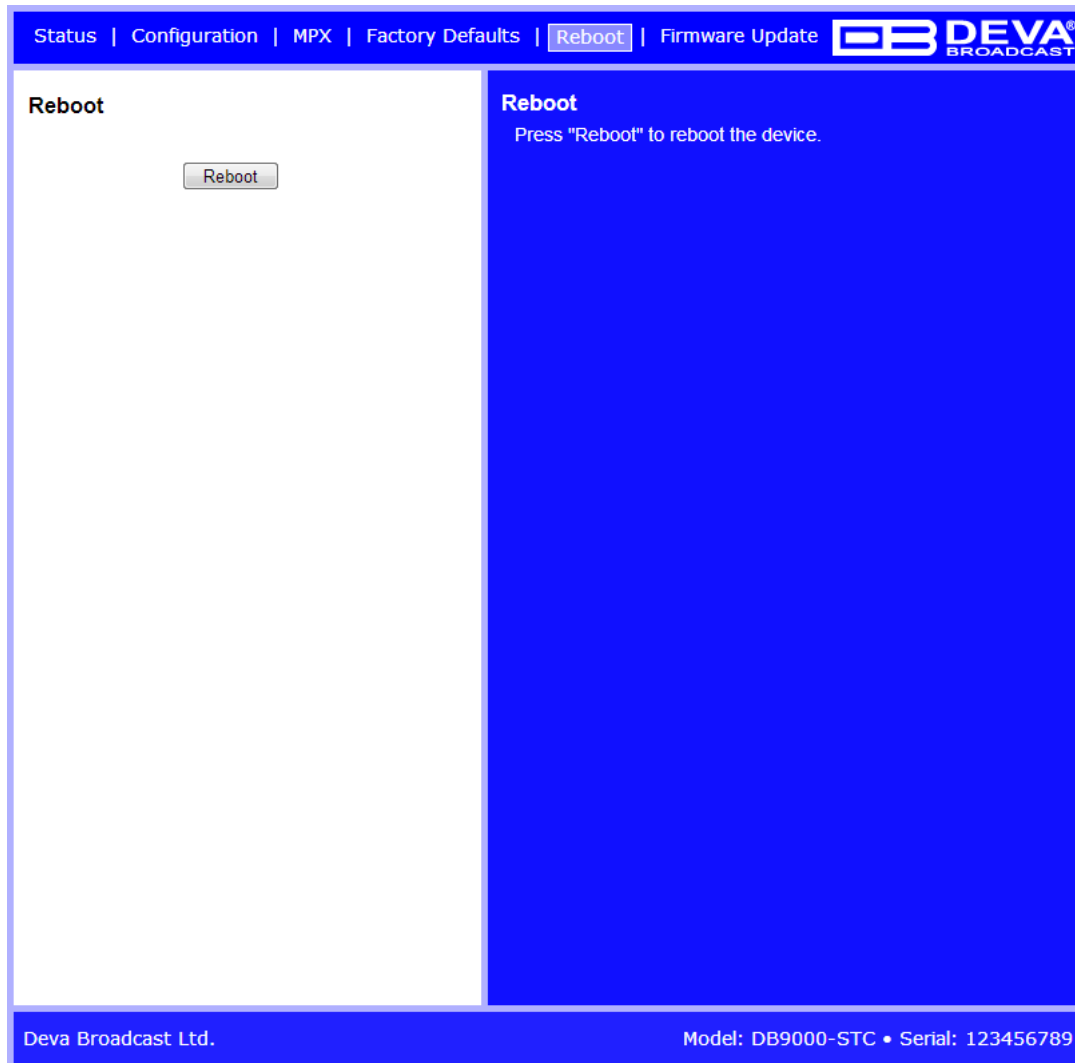 Status | Configuration | MPX | Factory Defaults | Reboot | Firmware Update
DEVA®
BROADCAST
Reboot
Reboot
Reboot
Press "Reboot" to reboot the device.
Deva Broadcast Ltd.
Model: DB9000-STC • Serial: 123456789